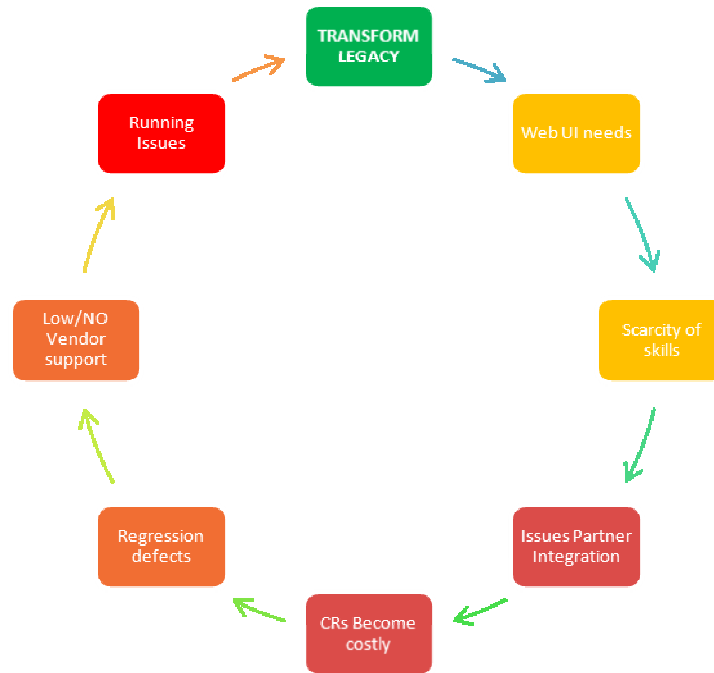 TRANSFORM
LEGACY
Web UI needs
Scarcity of
skills
Issues Partner
Integration
CRs Become
costly
Regression
defects
Low/NO
Vendor
support
Running
Issues